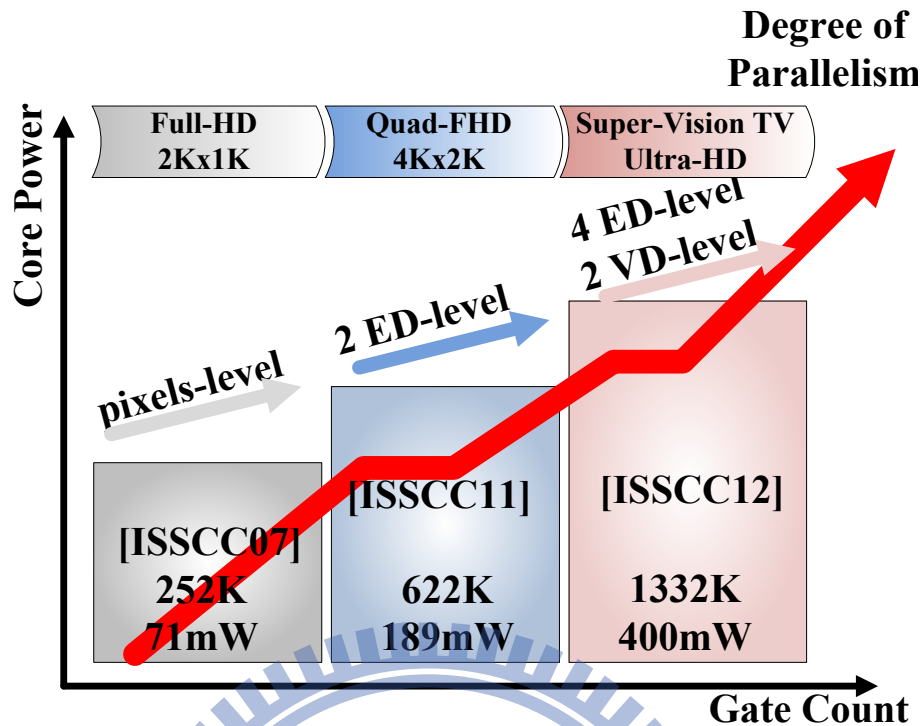 Degree of
Parallelism
Full-HD
2Kx1K
Quad-FHD
4Kx2K
Super-Vision TV
Ultra-HD
Core Power
4 ED-level
2 VD-level
2 ED-level
pixels-level
[ISSCC07]
252K
71mW
[ISSCC11]
622K
189mW
[ISSCC12]
1332K
400mW
Gate Count